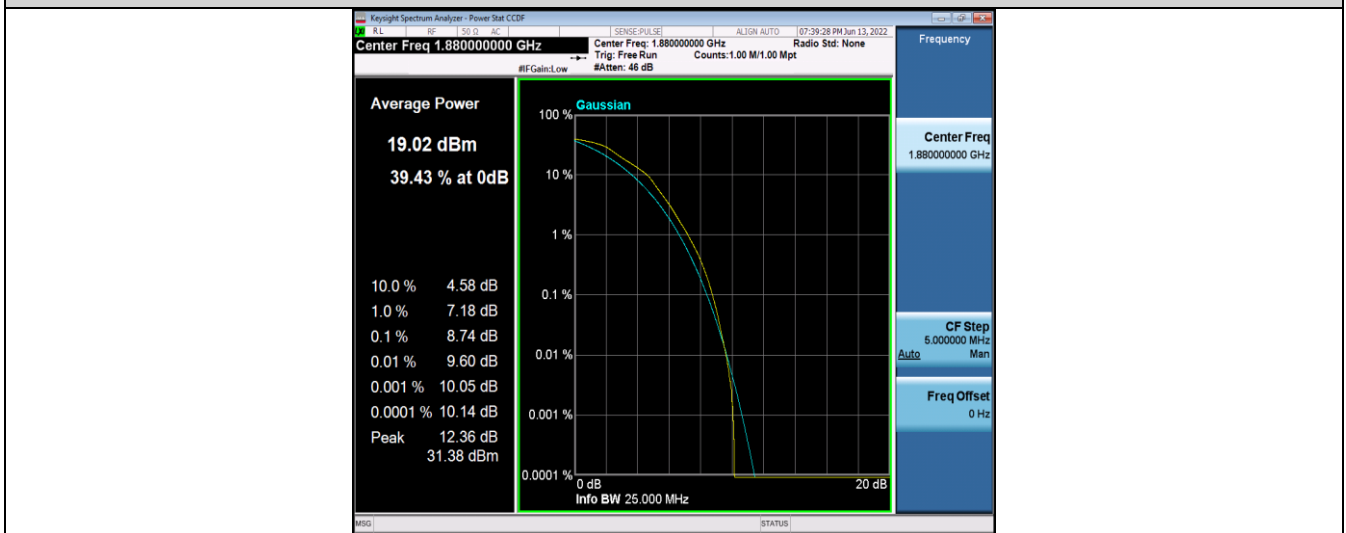 Keysight Spectrum Analyzer - Power Stat CCDF
RL RF 50 Ω AC SENSE:PULSE ALIGN AUTO 07:39:28 PM Jun 13, 2022
Center Freq 1.880000000 GHz
Center Freq: 1.880000000 GHz Radio Std: None
Trig: Free Run Counts:1.00 M/1.00 Mpt
#IFGain:Low #Atten: 46 dB
Frequency
Average Power
19.02 dBm
39.43 % at 0dB
10.0 % 4.58 dB
1.0 % 7.18 dB
0.1 % 8.74 dB
0.01 % 9.60 dB
0.001 % 10.05 dB
0.0001 % 10.14 dB
Peak 12.36 dB
31.38 dBm
Gaussian
100 %
10 %
1 %
0.1 %
0.01 %
0.001 %
0.0001 %
0 dB 20 dB
Info BW 25.000 MHz
Center Freq
1.880000000 GHz
CF Step
5.000000 MHz
Auto Man
Freq Offset
0 Hz
MSG STATUS